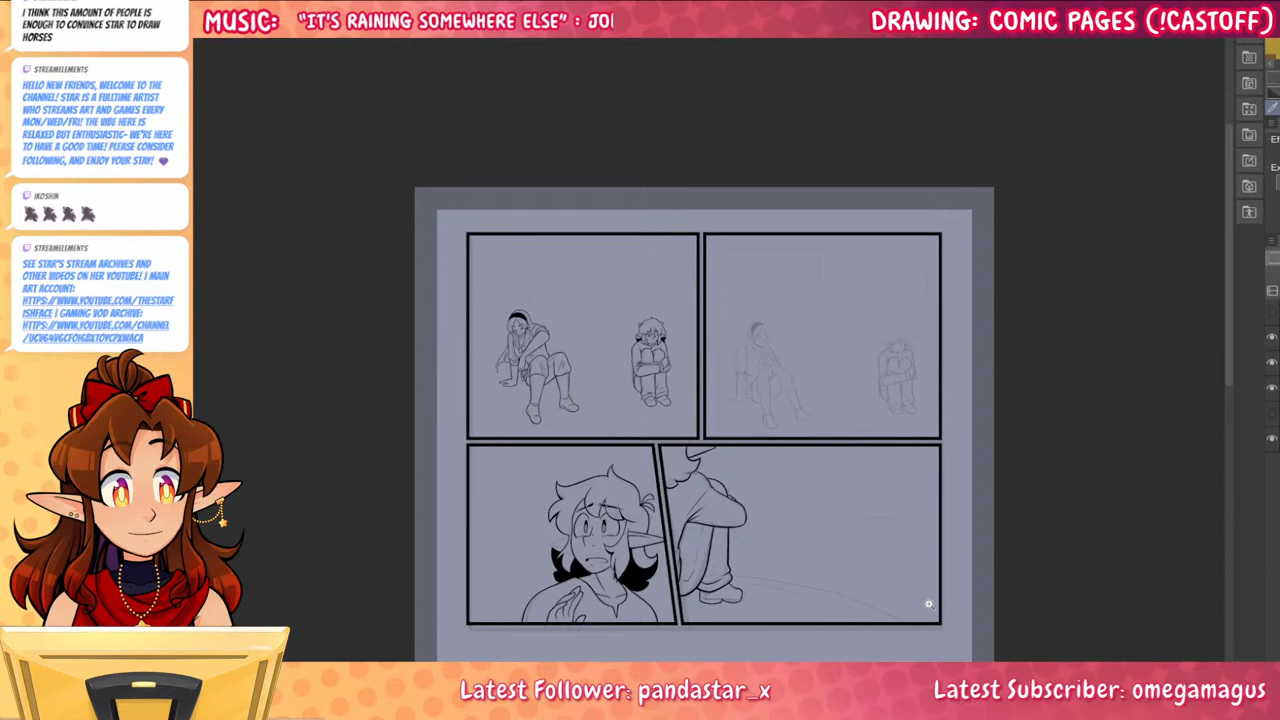 MUSIC: "IT'S RAINING SOMEWHERE ELSE" : JO
DRAWING: COMIC PAGES (!CASTOFF)
I THINK THIS AMOUNT OF PEOPLE IS
ENOUGH TO CONVINCE STAR TO DRAW
HORSES
STREAMELEMENTS
HELLO NEW FRIENDS, WELCOME TO THE
CHANNEL! STAR IS A FULLTIME ARTIST
WHO STREAMS ART AND GAMES EVERY
MON/WED/FRI! THE VIBE HERE IS
RELAXED BUT ENTHUSIASTIC- WE'RE HERE
TO HAVE A GOOD TIME! PLEASE CONSIDER
FOLLOWING, AND ENJOY YOUR STAY!
IKOSHIN
STREAMELEMENTS
SEE STAR'S STREAM ARCHIVES AND
OTHER VIDEOS ON HER YOUTUBE! | MAIN
ART ACCOUNT:
HTTPS://WWW.YOUTUBE.COM/THESTARF
ISHFACE | GAMING VOD ARCHIVE:
HTTPS://WWW.YOUTUBE.COM/CHANNEL
Latest Follower: pandastar_x
Latest Subscriber: omegamagus